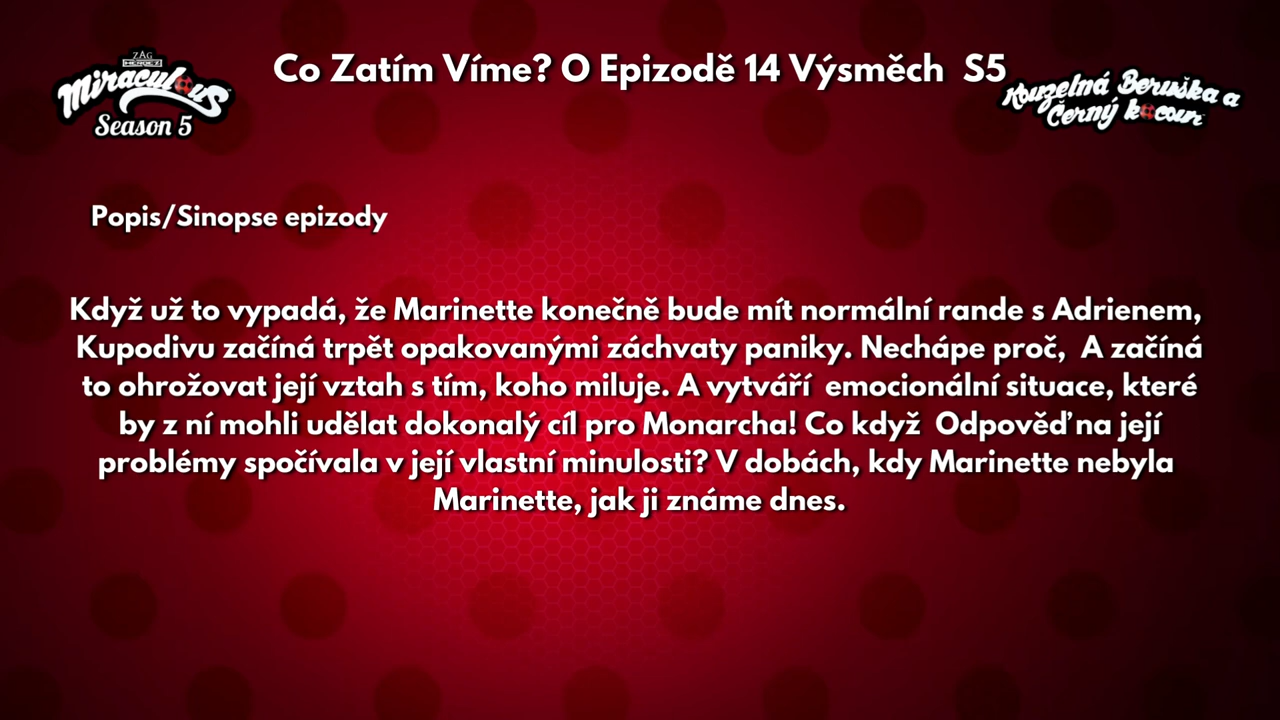 Co Zatím Víme? O Epizodě 14 Výsměch S5
ZAG
HEROEZ
Miraculous
Season 5
Kouzelná Beruška a
Černý kocour
Popis/Sinopse epizody
Když už to vypadá, že Marinette konečně bude mít normální rande s Adrienem,
Kupodivu začíná trpět opakovanými záchvaty paniky. Nechápe proč, A začíná
to ohrožovat její vztah s tím, koho miluje. A vytváří emocionální situace, které
by z ní mohli udělat dokonalý cíl pro Monarcha! Co když Odpověď na její
problémy spočívala v její vlastní minulosti? V dobách, kdy Marinette nebyla
Marinette, jak ji známe dnes.